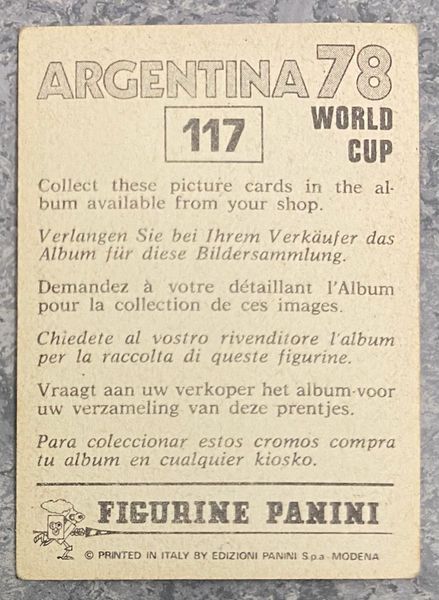 ARGENTINA 78
WORLD
CUP
117
Collect these picture cards in the al-
bum available from your shop.
Verlangen Sie bei Ihrem Verkäufer das
Album für diese Bildersammlung.
Demandez à votre détaillant l'Album
pour la collection de ces images.
Chiedete al vostro rivenditore l'album
per la raccolta di queste figurine.
Vraagt aan uw verkoper het album voor
uw verzameling van deze prentjes.
Para coleccionar estos cromos compra
tu album en cualquier kiosko.
FIGURINE PANINI
© PRINTED IN ITALY BY EDIZIONI PANINI S.p.a - MODENA